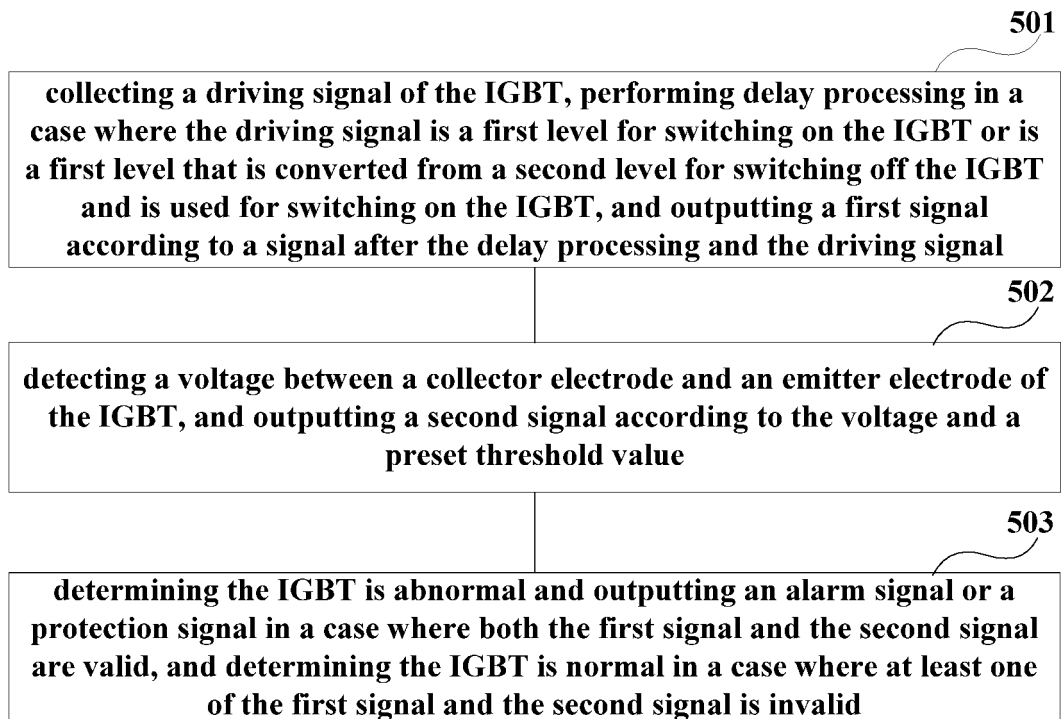 501
collecting a driving signal of the IGBT, performing delay processing in a
case where the driving signal is a first level for switching on the IGBT or is
a first level that is converted from a second level for switching off the IGBT
and is used for switching on the IGBT, and outputting a first signal
according to a signal after the delay processing and the driving signal
502
detecting a voltage between a collector electrode and an emitter electrode of
the IGBT, and outputting a second signal according to the voltage and a
preset threshold value
503
determining the IGBT is abnormal and outputting an alarm signal or a
protection signal in a case where both the first signal and the second signal
are valid, and determining the IGBT is normal in a case where at least one
of the first signal and the second signal is invalid